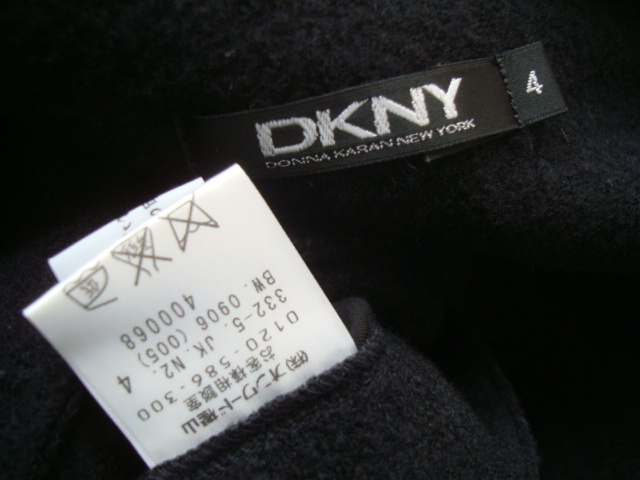 DKNY
DONNA KARAN NEW YORK
4
400068
BW. 0906 (005)
332-5. JK. N2. 4
0120-586-300
お客様相談室
㈱オンワード樫山